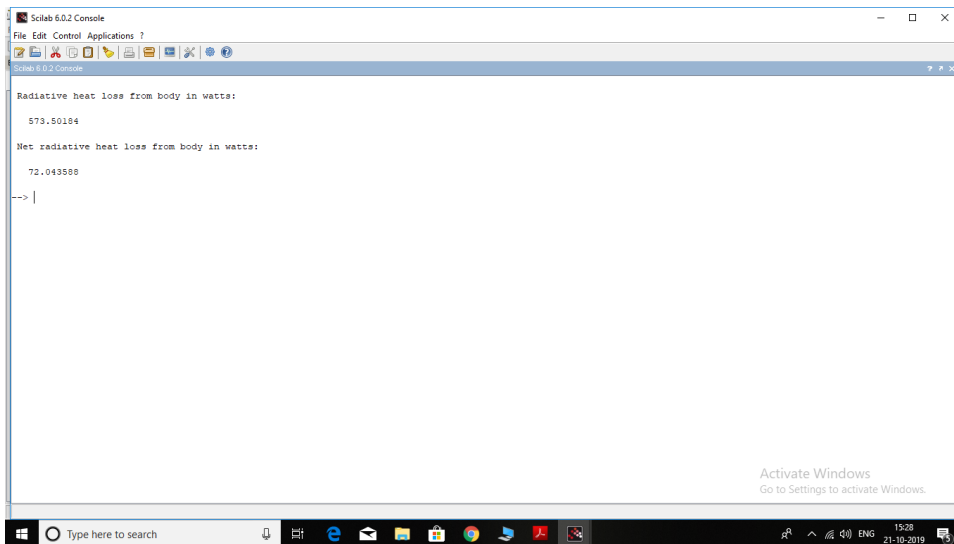 Scilab 6.0.2 Console
File Edit Control Applications ?
Scilab 6.0.2 Console
Radiative heat loss from body in watts:
573.50184
Net radiative heat loss from body in watts:
72.043588
-->
Activate Windows
Go to Settings to activate Windows.
Type here to search
ENG
15:28
21-10-2019
5